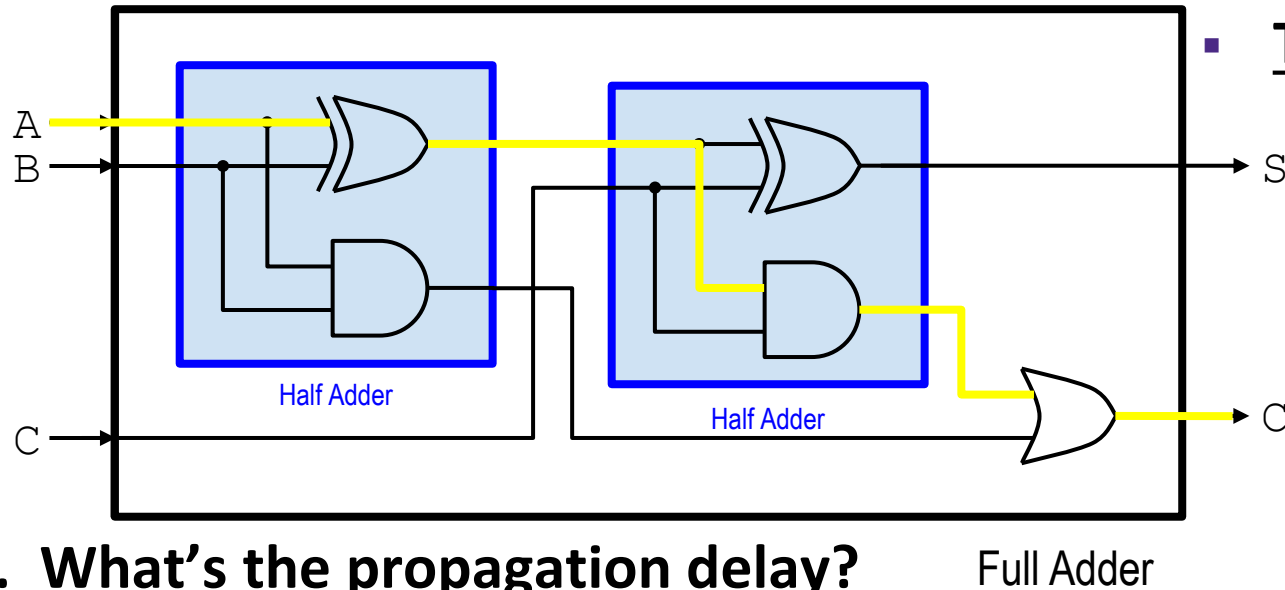 A
B
S
Half Adder
Half Adder
C
C
. What's the propagation delay?
Full Adder